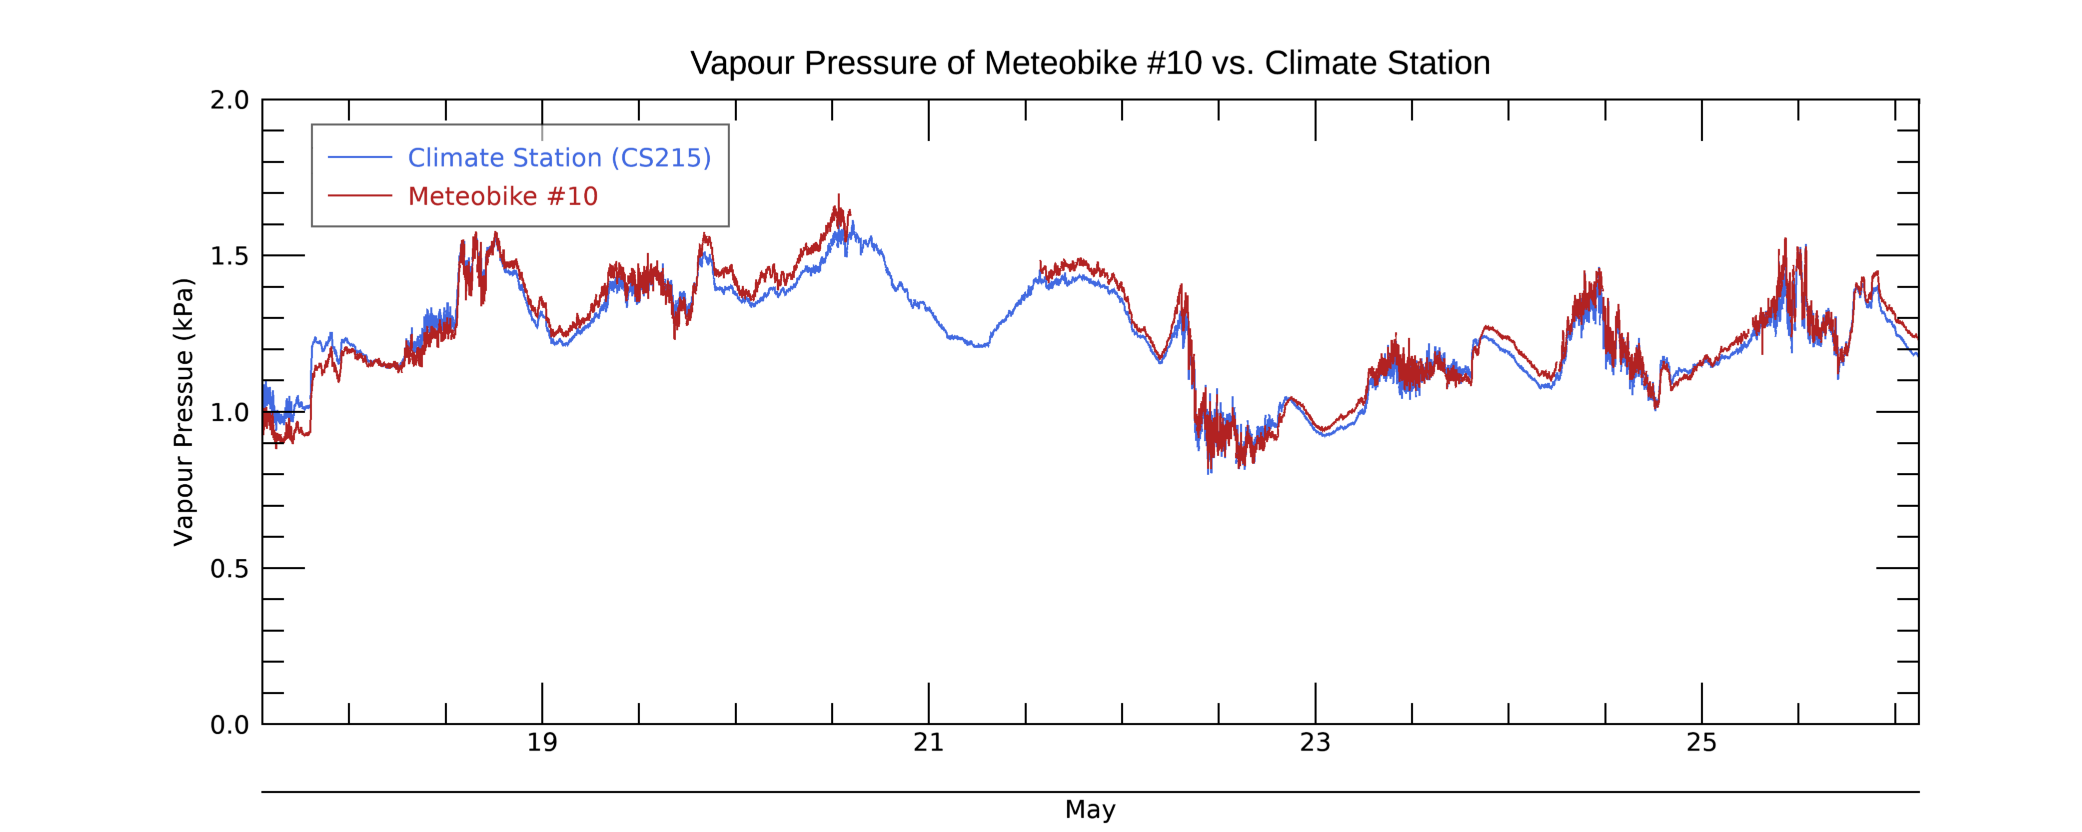 Vapour Pressure of Meteobike #10 vs. Climate Station
2.0
Climate Station (CS215)
Meteobike #10
1.5
1.0
0.5
0.0
Vapour Pressue (kPa)
19 21 23 25
May